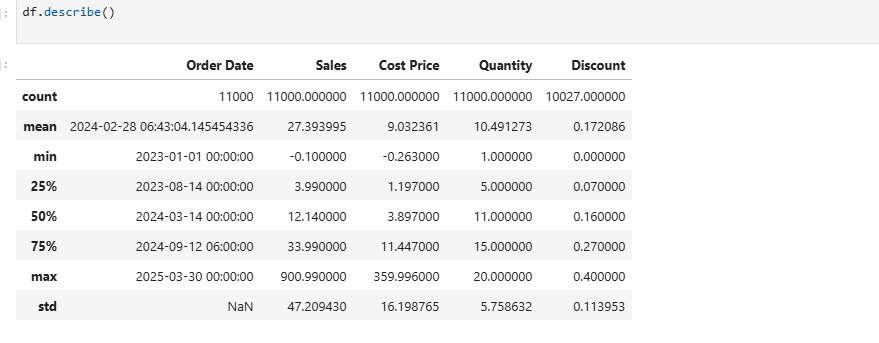 ]:
df.describe()
]:
Order Date Sales Cost Price Quantity Discount
count 11000 11000.000000 11000.000000 11000.000000 10027.000000
mean 2024-02-28 06:43:04.145454336 27.393995 9.032361 10.491273 0.172086
min 2023-01-01 00:00:00 -0.100000 -0.263000 1.000000 0.000000
25% 2023-08-14 00:00:00 3.990000 1.197000 5.000000 0.070000
50% 2024-03-14 00:00:00 12.140000 3.897000 11.000000 0.160000
75% 2024-09-12 06:00:00 33.990000 11.447000 15.000000 0.270000
max 2025-03-30 00:00:00 900.990000 359.996000 20.000000 0.400000
std NaN 47.209430 16.198765 5.758632 0.113953